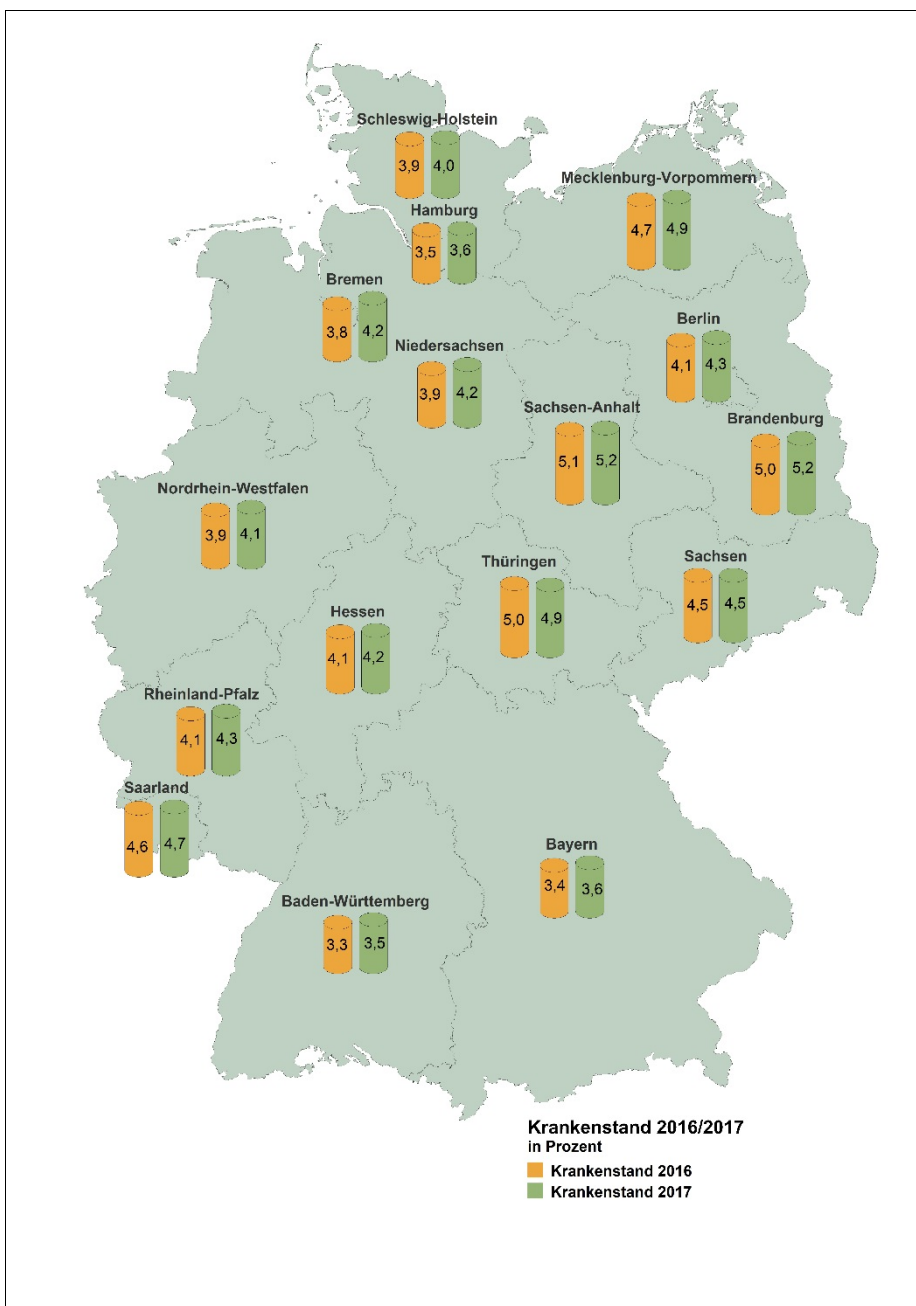 Schleswig-Holstein
3,9 4,0
Mecklenburg-Vorpommern
4,7 4,9
Hamburg
3,5 3,6
Bremen
3,8 4,2
Berlin
4,1 4,3
Niedersachsen
3,9 4,2
Sachsen-Anhalt
5,1 5,2
Brandenburg
5,0 5,2
Nordrhein-Westfalen
3,9 4,1
Thüringen
5,0 4,9
Sachsen
4,5 4,5
Hessen
4,1 4,2
Rheinland-Pfalz
4,1 4,3
Saarland
4,6 4,7
Bayern
3,4 3,6
Baden-Württemberg
3,3 3,5
Krankenstand 2016/2017
in Prozent
Krankenstand 2016
Krankenstand 2017